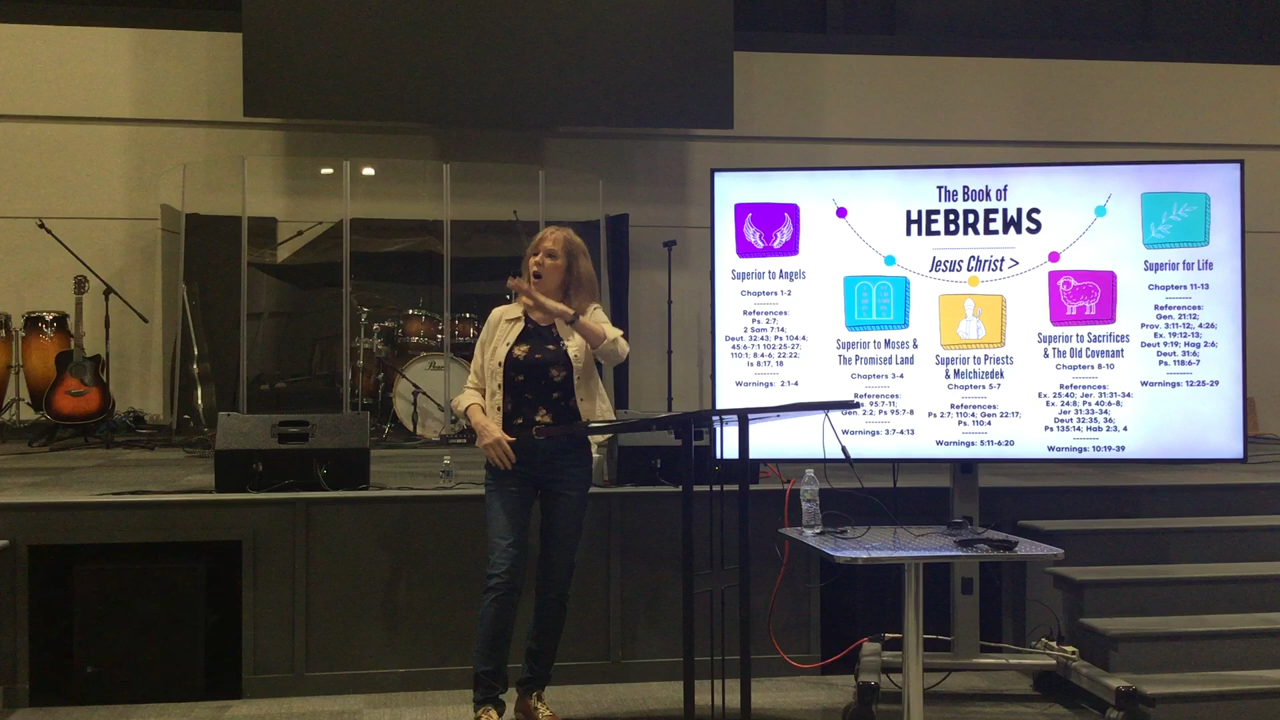 The Book of
HEBREWS
Jesus Christ >
Superior to Angels
Chapters 1-2
--------
References:
Ps. 2:7;
2 Sam 7:14;
Deut. 32:43; Ps 104:4;
45:6-7:1 102:25-27;
110:1; 8:4-6; 22:22;
Is 8:17, 18
--------
Warnings: 2:1-4
Superior to Moses &
The Promised Land
Chapters 3-4
--------
References:
Ps. 95:7-11;
Gen. 2:2; Ps 95:7-8
--------
Warnings: 3:7-4:13
Superior to Priests
& Melchizedek
Chapters 5-7
--------
References:
Ps 2:7; 110:4; Gen 22:17;
Ps. 110:4
--------
Warnings: 5:11-6:20
Superior to Sacrifices
& The Old Covenant
Chapters 8-10
--------
References:
Ex. 25:40; Jer. 31:31-34:
Ex. 24:8; Ps 40:6-8;
Jer 31:33-34;
Deut 32:35, 36;
Ps 135:14; Hab 2:3, 4
--------
Warnings: 10:19-39
Superior for Life
Chapters 11-13
--------
References:
Gen. 21:12;
Prov. 3:11-12;, 4:26;
Ex. 19:12-13;
Deut 9:19; Hag 2:6;
Deut. 31:6;
Ps. 118:6-7
--------
Warnings: 12:25-29